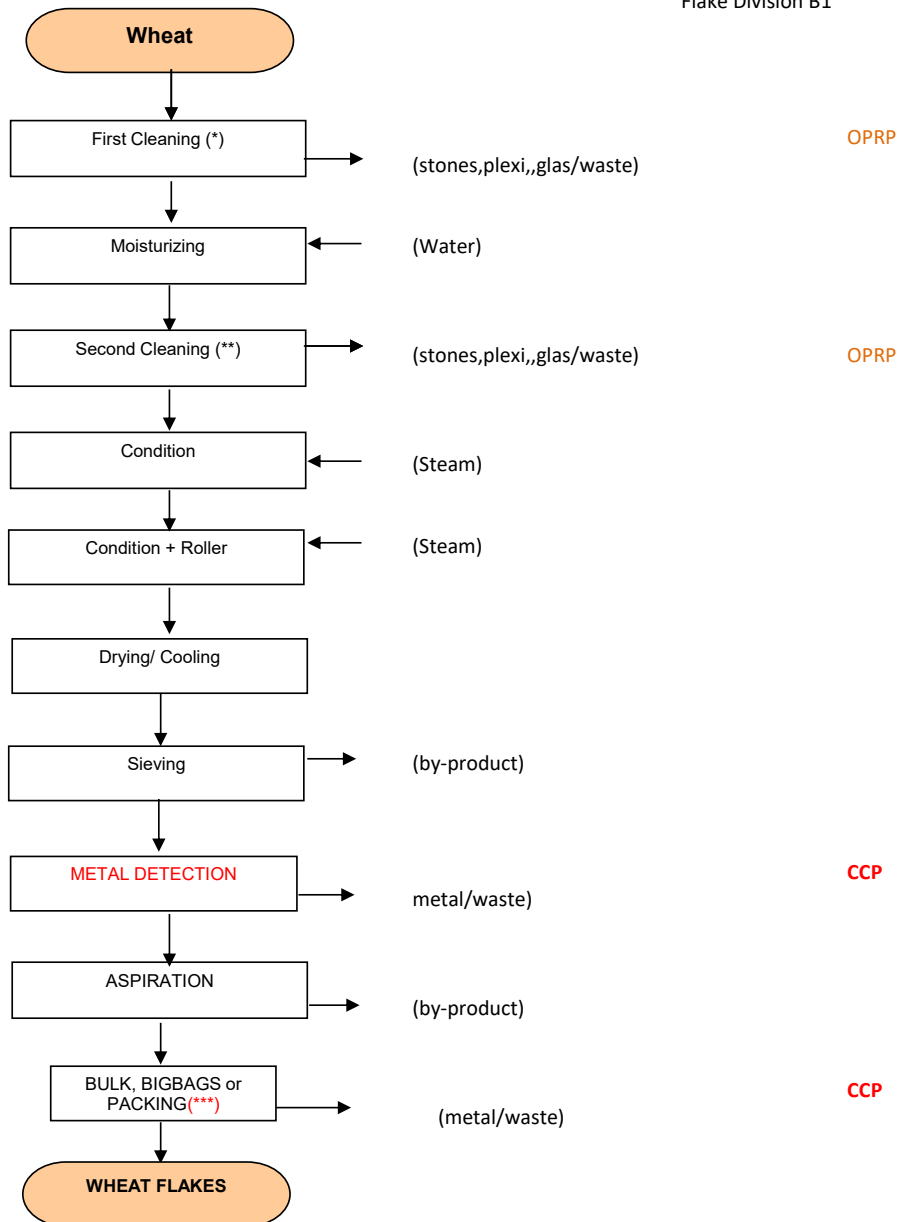 Flake Division B1
Wheat
First Cleaning (*)
OPRP
(stones,plexi,,glas/waste)
Moisturizing
(Water)
Second Cleaning (**)
(stones,plexi,,glas/waste)
OPRP
Condition
(Steam)
Condition + Roller
(Steam)
Drying/ Cooling
Sieving
(by-product)
METAL DETECTION
CCP
metal/waste)
ASPIRATION
(by-product)
BULK, BIGBAGS or
PACKING(***)
CCP
(metal/waste)
WHEAT FLAKES